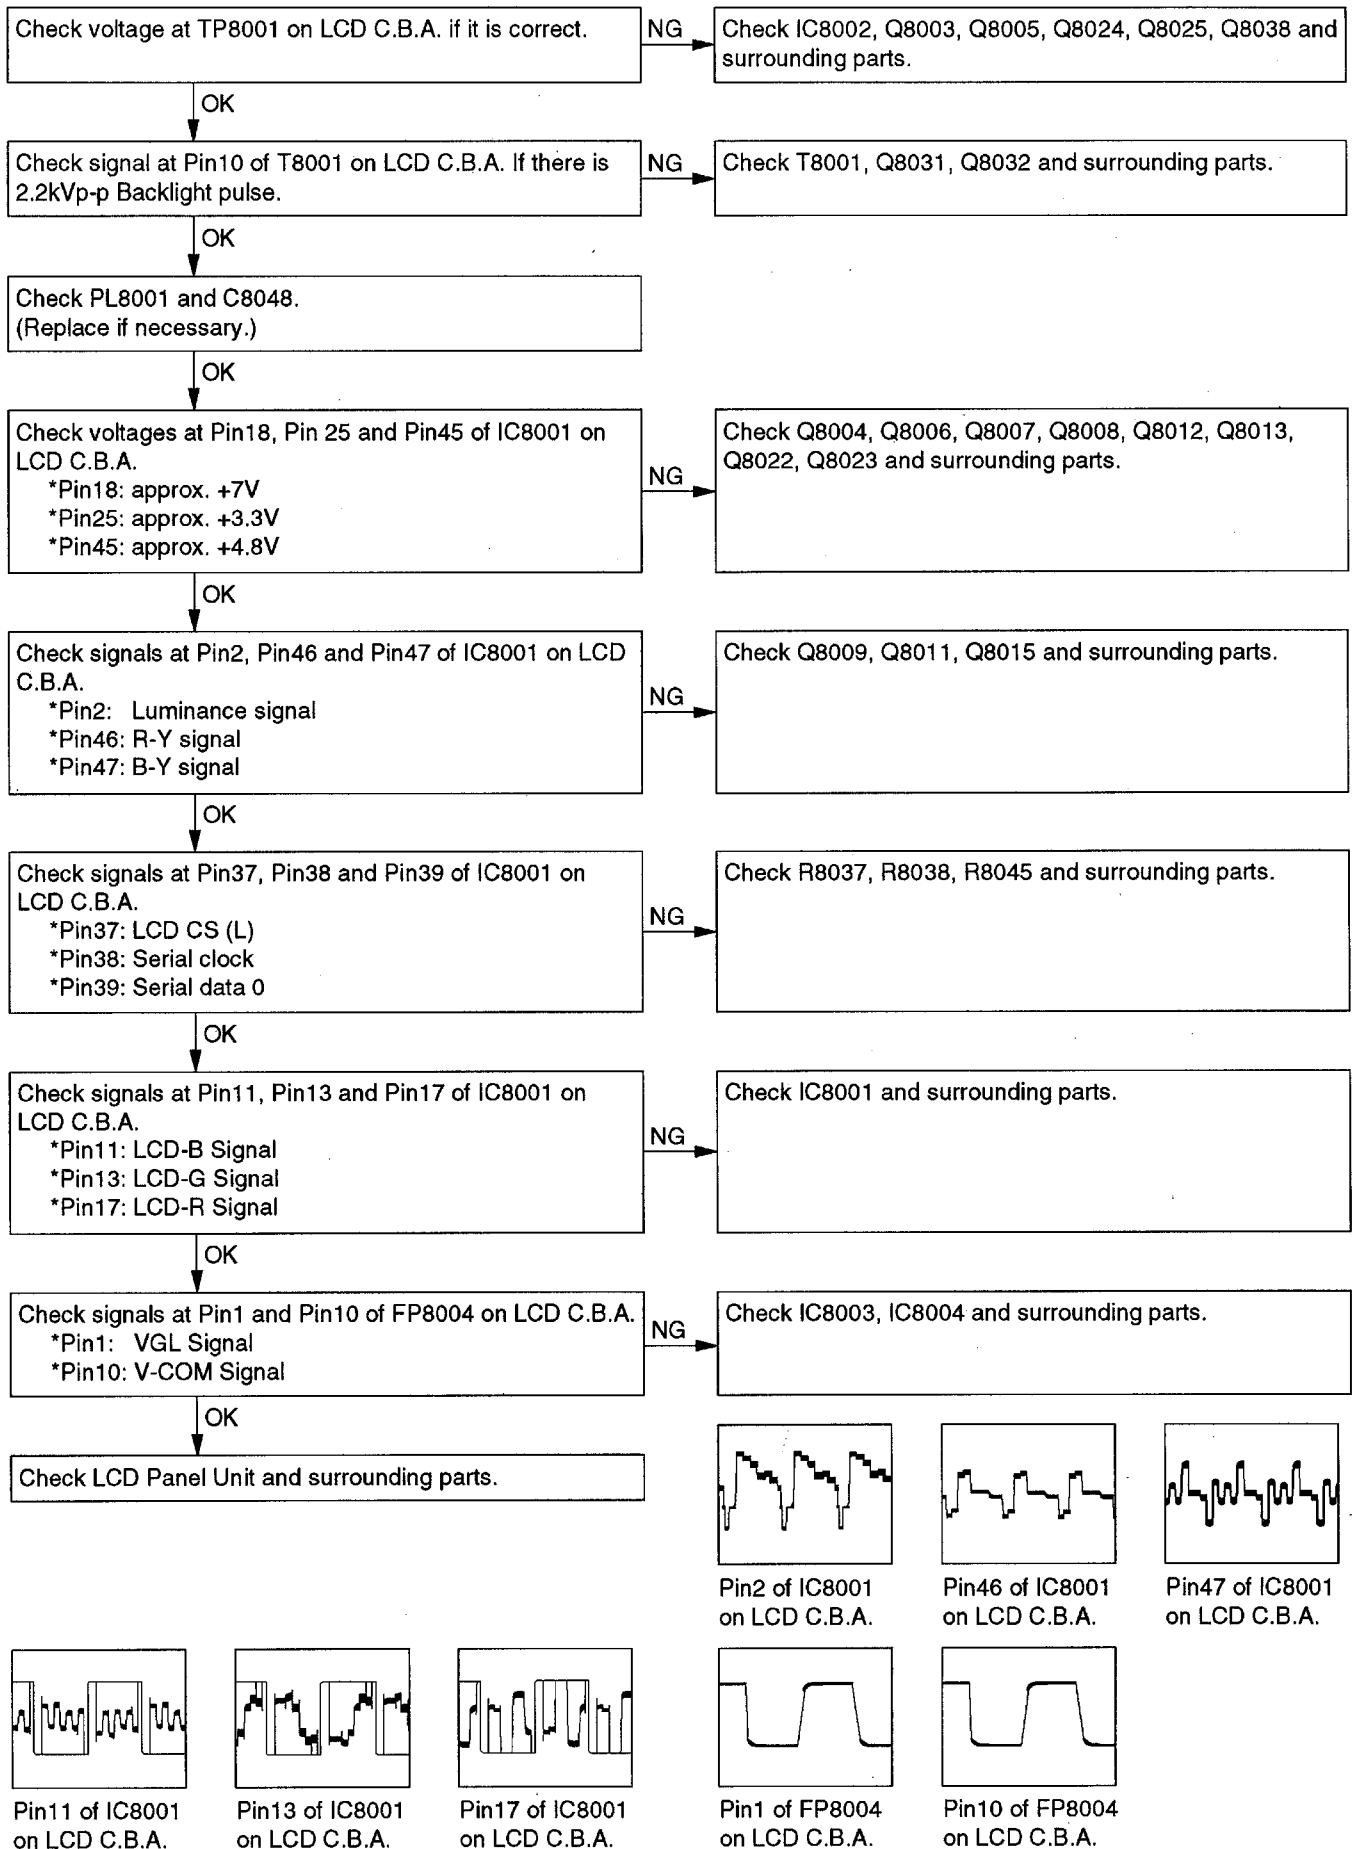 Check voltage at TP8001 on LCD C.B.A. if it is correct.
NG
Check IC8002, Q8003, Q8005, Q8024, Q8025, Q8038 and
surrounding parts.
OK
Check signal at Pin10 of T8001 on LCD C.B.A. If there is
2.2kVp-p Backlight pulse.
NG
Check T8001, Q8031, Q8032 and surrounding parts.
OK
Check PL8001 and C8048.
(Replace if necessary.)
OK
Check voltages at Pin18, Pin 25 and Pin45 of IC8001 on
LCD C.B.A.
*Pin18: approx. +7V
*Pin25: approx. +3.3V
*Pin45: approx. +4.8V
NG
Check Q8004, Q8006, Q8007, Q8008, Q8012, Q8013,
Q8022, Q8023 and surrounding parts.
OK
Check signals at Pin2, Pin46 and Pin47 of IC8001 on LCD
C.B.A.
*Pin2: Luminance signal
*Pin46: R-Y signal
*Pin47: B-Y signal
NG
Check Q8009, Q8011, Q8015 and surrounding parts.
OK
Check signals at Pin37, Pin38 and Pin39 of IC8001 on
LCD C.B.A.
*Pin37: LCD CS (L)
*Pin38: Serial clock
*Pin39: Serial data 0
NG
Check R8037, R8038, R8045 and surrounding parts.
OK
Check signals at Pin11, Pin13 and Pin17 of IC8001 on
LCD C.B.A.
*Pin11: LCD-B Signal
*Pin13: LCD-G Signal
*Pin17: LCD-R Signal
NG
Check IC8001 and surrounding parts.
OK
Check signals at Pin1 and Pin10 of FP8004 on LCD C.B.A.
*Pin1: VGL Signal
*Pin10: V-COM Signal
NG
Check IC8003, IC8004 and surrounding parts.
OK
Check LCD Panel Unit and surrounding parts.
Pin2 of IC8001
on LCD C.B.A.
Pin46 of IC8001
on LCD C.B.A.
Pin47 of IC8001
on LCD C.B.A.
Pin11 of IC8001
on LCD C.B.A.
Pin13 of IC8001
on LCD C.B.A.
Pin17 of IC8001
on LCD C.B.A.
Pin1 of FP8004
on LCD C.B.A.
Pin10 of FP8004
on LCD C.B.A.